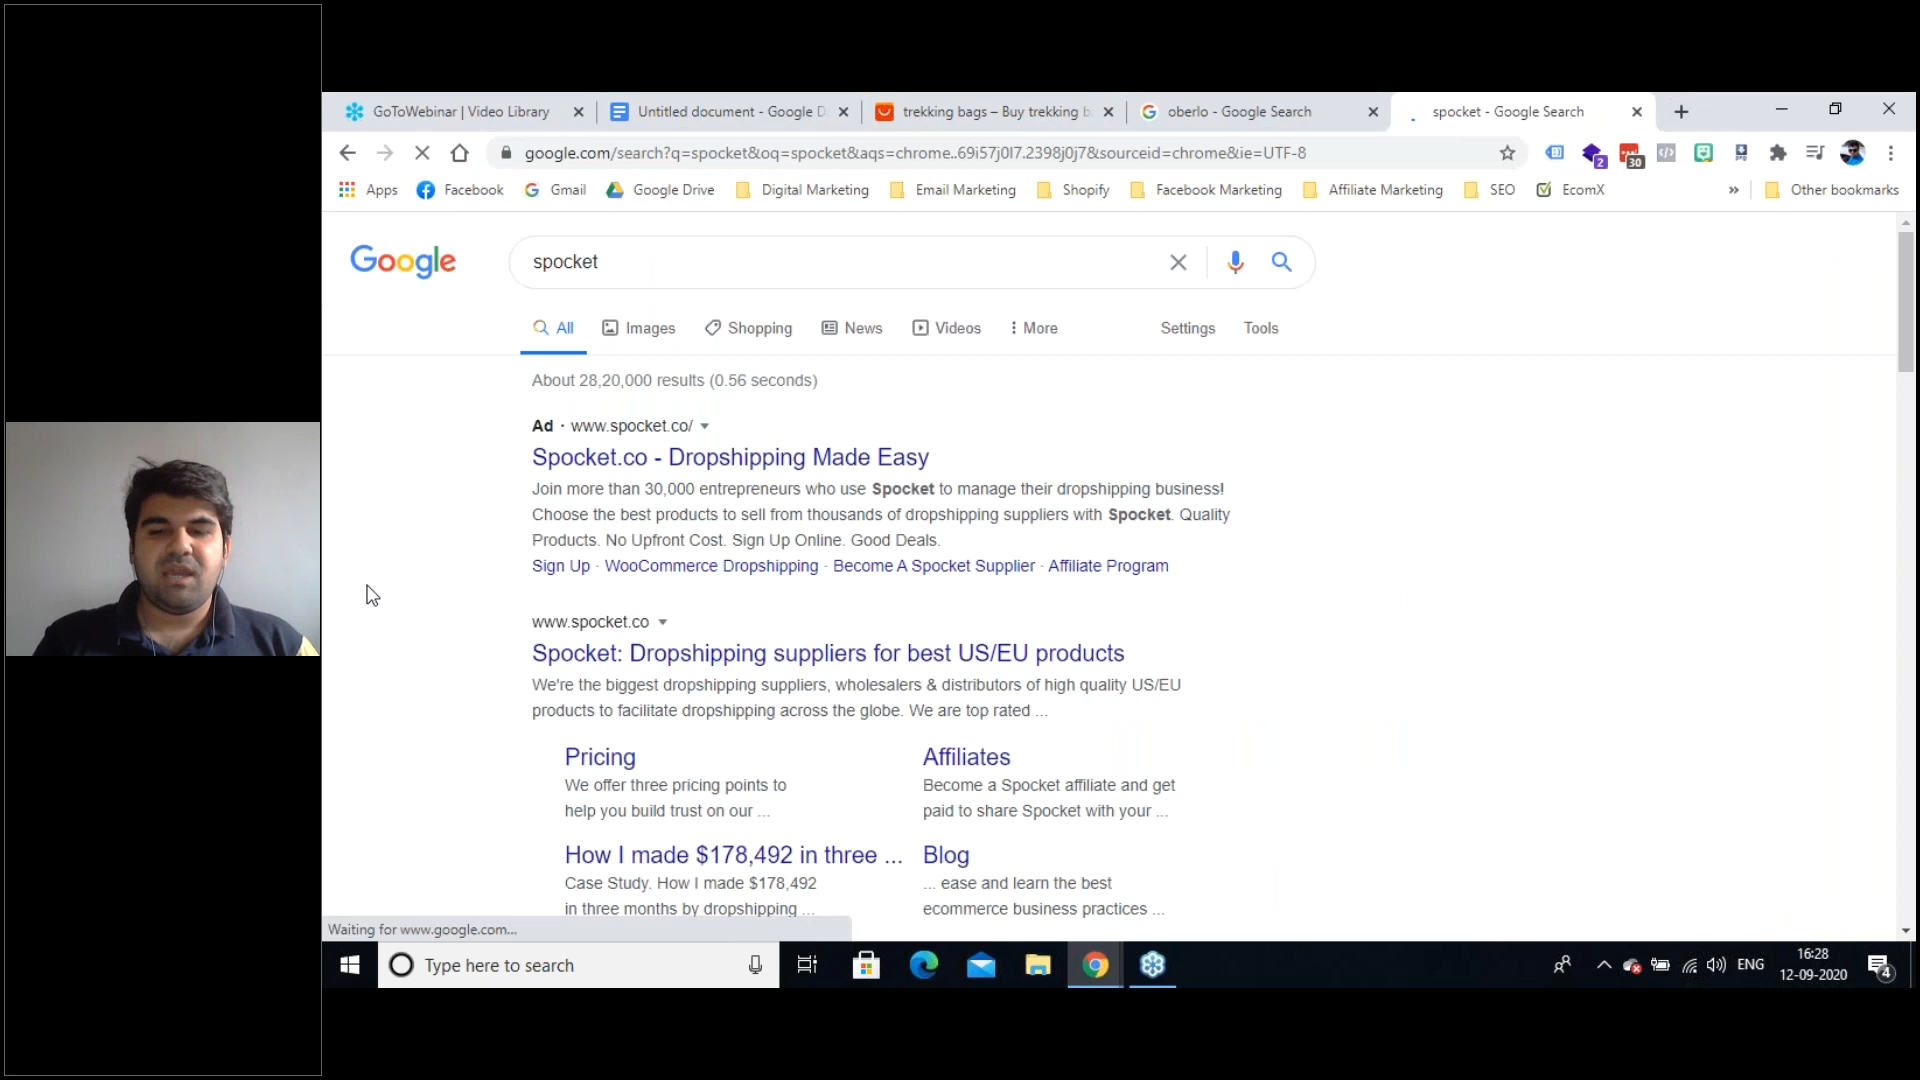 GoToWebinar | Video Library
Untitled document - Google D
trekking bags – Buy trekking b
oberlo - Google Search
spocket - Google Search
google.com/search?q=spocket&oq=spocket&aqs=chrome..69i57j0l7.2398j0j7&sourceid=chrome&ie=UTF-8
2
30
Apps
Facebook
Gmail
Google Drive
Digital Marketing
Email Marketing
Shopify
Facebook Marketing
Affiliate Marketing
SEO
EcomX
»
Other bookmarks
Google
spocket
All
Images
Shopping
News
Videos
More
Settings
Tools
About 28,20,000 results (0.56 seconds)
Ad · www.spocket.co/
Spocket.co - Dropshipping Made Easy
Join more than 30,000 entrepreneurs who use Spocket to manage their dropshipping business!
Choose the best products to sell from thousands of dropshipping suppliers with Spocket. Quality
Products. No Upfront Cost. Sign Up Online. Good Deals.
Sign Up · WooCommerce Dropshipping · Become A Spocket Supplier · Affiliate Program
www.spocket.co
Spocket: Dropshipping suppliers for best US/EU products
We're the biggest dropshipping suppliers, wholesalers & distributors of high quality US/EU
products to facilitate dropshipping across the globe. We are top rated ...
Pricing
We offer three pricing points to
help you build trust on our ...
Affiliates
Become a Spocket affiliate and get
paid to share Spocket with your ...
How I made $178,492 in three ...
Case Study. How I made $178,492
in three months by dropshipping ...
Blog
... ease and learn the best
ecommerce business practices ...
Waiting for www.google.com...
Type here to search
ENG
16:28
12-09-2020
4